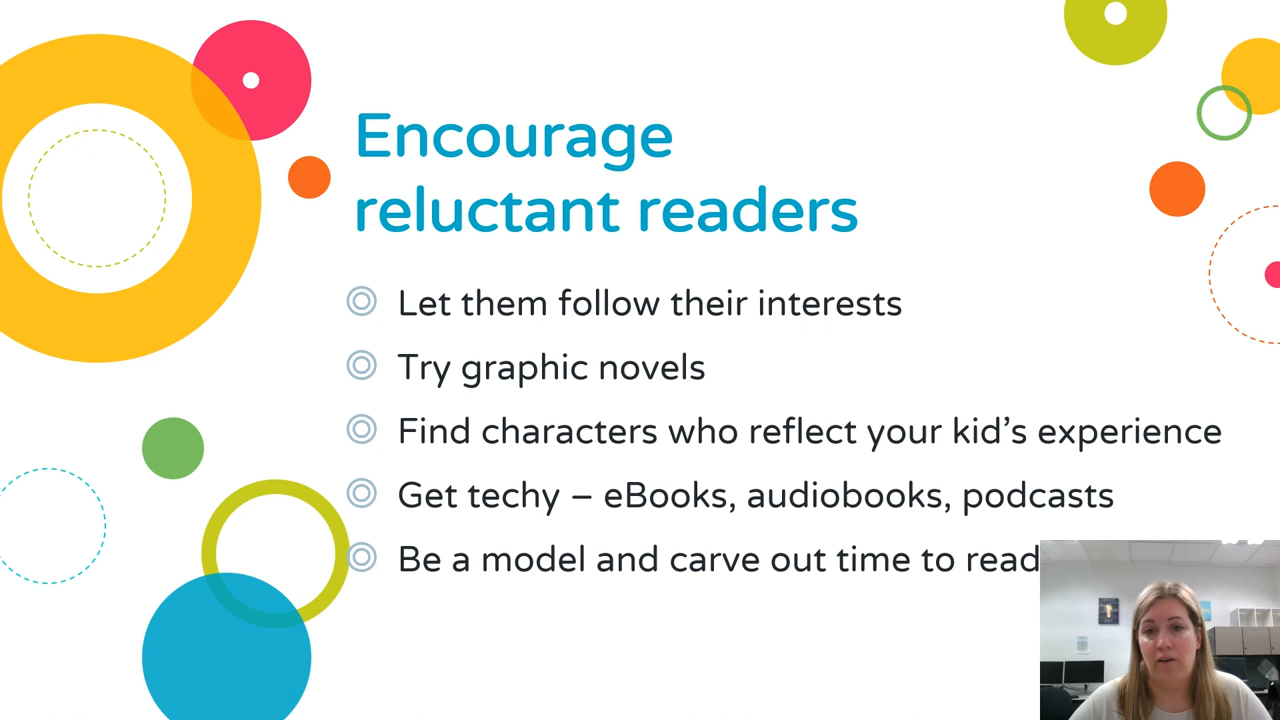 Encourage
reluctant readers
Let them follow their interests
Try graphic novels
Find characters who reflect your kid’s experience
Get techy – eBooks, audiobooks, podcasts
Be a model and carve out time to read